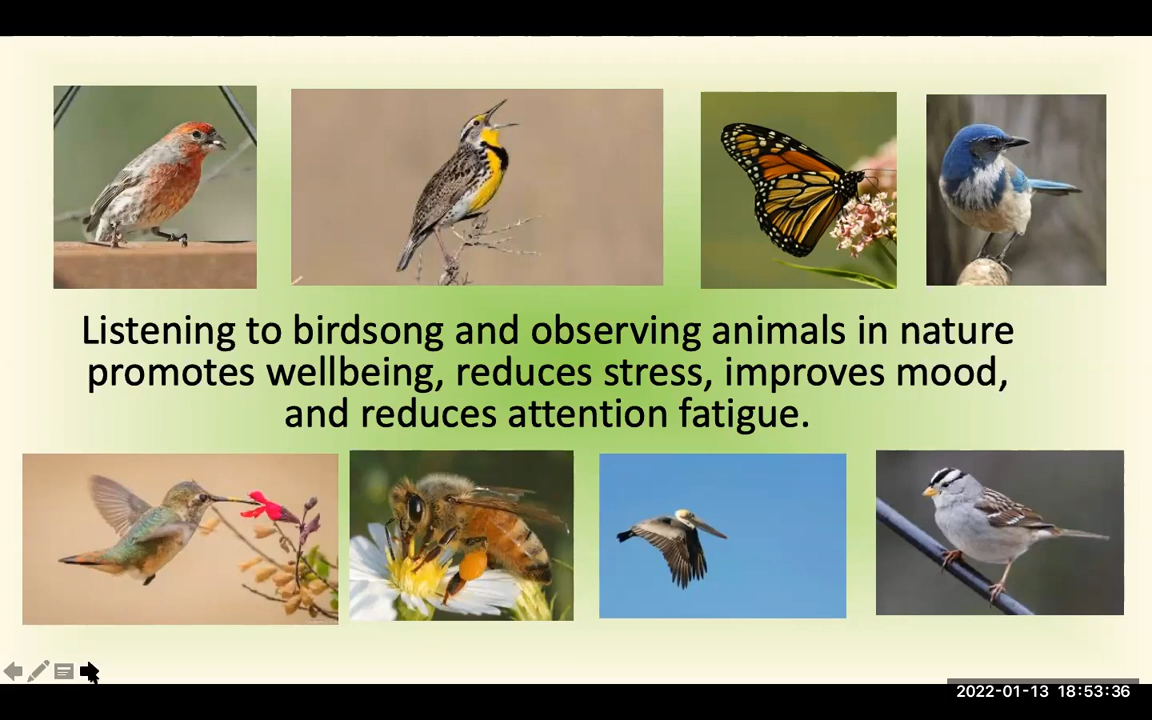 Listening to birdsong and observing animals in nature
promotes wellbeing, reduces stress, improves mood,
and reduces attention fatigue.
2022-01-13 18:53:36